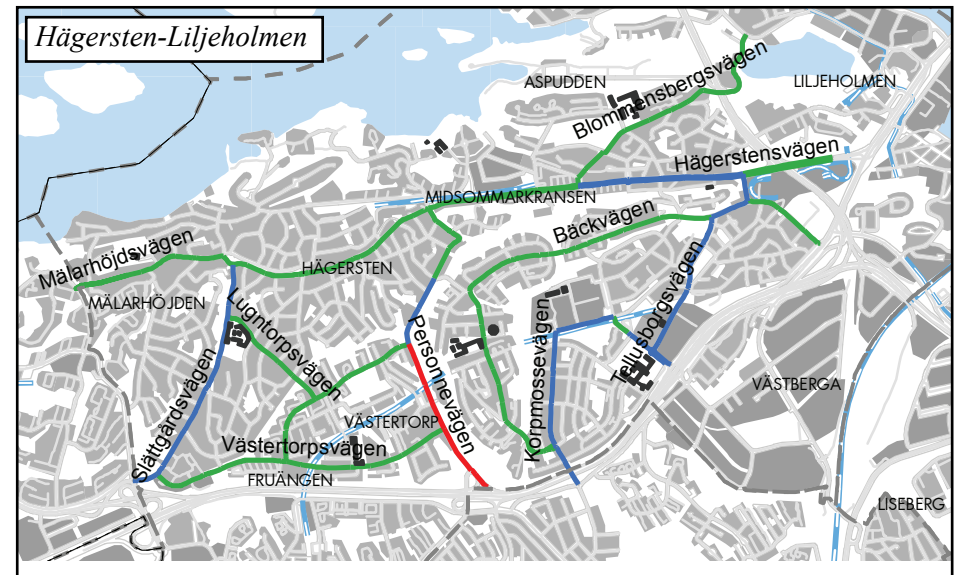 Hägersten-Liljeholmen
ASPUDDEN
Blommensbergsvägen
LILJEHOLMEN
Hägerstensvägen
MIDSOMMARKRANSEN
Bäckvägen
Mälarhöjdsvägen
HÄGERSTEN
MÄLARHÖJDEN
Lugntorpsvägen
Personnevägen
Korpmossevägen
Tellusborgsvägen
Slättgårdsvägen
VÄSTBERGA
VÄSTERTORP
Västertorpsvägen
FRUÄNGEN
LISEBERG